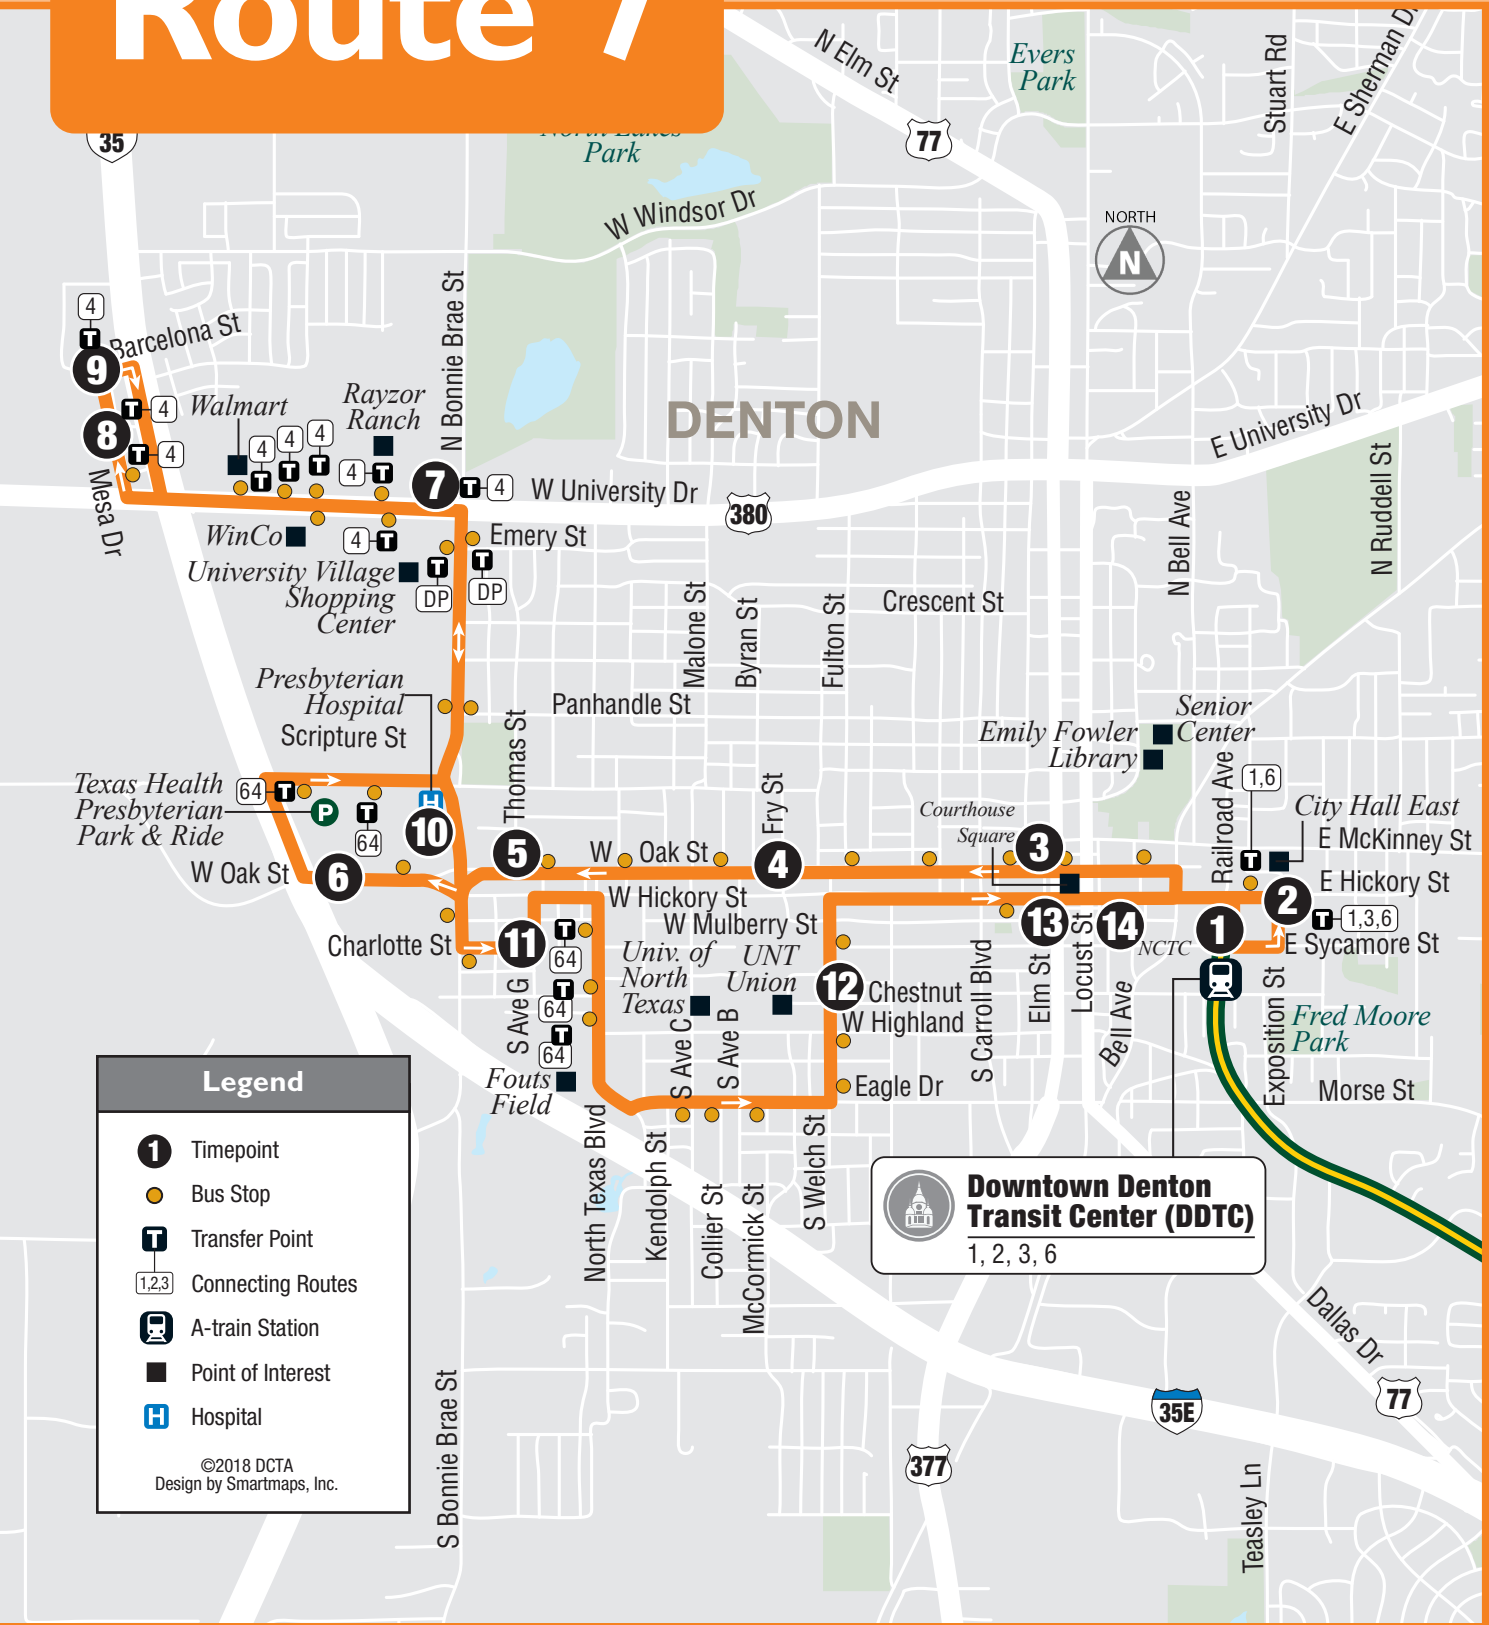 Route 7
N Elm St
Evers
Park
Stuart Rd
E Sherman Dr
35
77
North Lakes
Park
W Windsor Dr
NORTH
N
4
T
Barcelona St
9
N Bonnie Brae St
T 4
Walmart
Rayzor
Ranch
DENTON
E University Dr
8
T 4
4
4
4
T
T
T
4 T
7
T 4
W University Dr
380
Mesa Dr
WinCo
4 T
Emery St
N Bell Ave
N Ruddell St
University Village
Shopping
Center
T
DP
T
DP
Malone St
Byran St
Fulton St
Crescent St
Presbyterian
Hospital
Scripture St
Panhandle St
Thomas St
Senior
Center
Emily Fowler
Library
Railroad Ave
1,6
T
Texas Health
Presbyterian
Park & Ride
64 T
P
T
64
H
10
Fry St
Courthouse
Square
City Hall East
E McKinney St
W Oak St
6
5
W Oak St
4
3
E Hickory St
W Hickory St
W Mulberry St
2
T 1,3,6
Charlotte St
11
T
64
13
14
1
NCTC
E Sycamore St
Univ. of
North
Texas
UNT
Union
12
Chestnut
W Highland
S Carroll Blvd
Elm St
Locust St
Bell Ave
Exposition St
Fred Moore
Park
S Ave G
T
64
T
64
Fouts
Field
S Ave C
S Ave B
Eagle Dr
Morse St
North Texas Blvd
Kendolph St
Collier St
McCormick St
S Welch St
Downtown Denton
Transit Center (DDTC)
1, 2, 3, 6
Legend
1 Timepoint
Bus Stop
T Transfer Point
1,2,3 Connecting Routes
A-train Station
Point of Interest
H Hospital
©2018 DCTA
Design by Smartmaps, Inc.
S Bonnie Brae St
Dallas Dr
77
35E
377
Teasley Ln